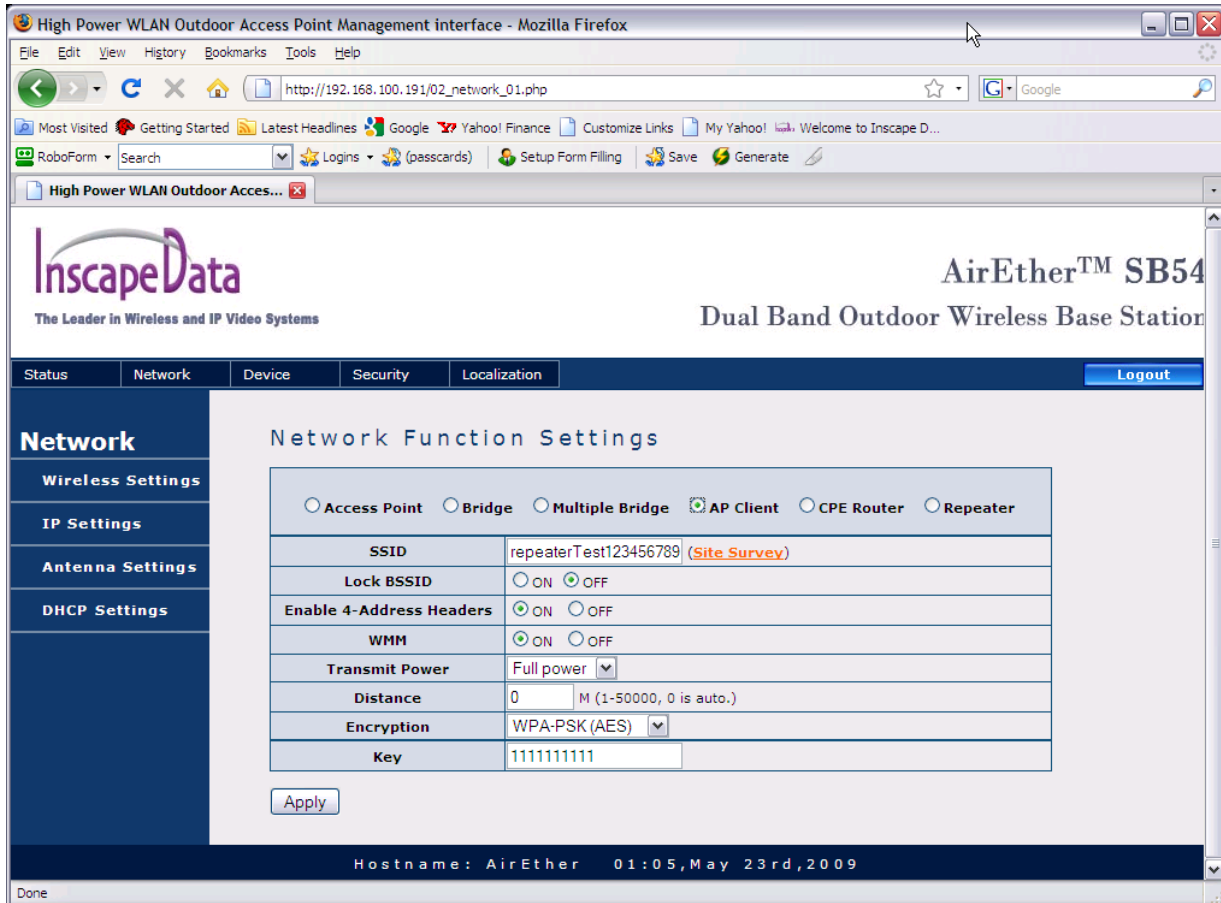 High Power WLAN Outdoor Access Point Management interface - Mozilla Firefox
File Edit View History Bookmarks Tools Help
http://192.168.100.191/02_network_01.php
G Google
Most Visited Getting Started Latest Headlines Google Yahoo! Finance Customize Links My Yahoo! Welcome to Inscape D...
RoboForm Search Logins (passcards) Setup Form Filling Save Generate
High Power WLAN Outdoor Acces...
InscapeData
The Leader in Wireless and IP Video Systems
AirEther™ SB54
Dual Band Outdoor Wireless Base Station
Status Network Device Security Localization Logout
Network
Wireless Settings
IP Settings
Antenna Settings
DHCP Settings
Network Function Settings
Access Point Bridge Multiple Bridge AP Client CPE Router Repeater
SSID repeaterTest123456789 (Site Survey)
Lock BSSID ON OFF
Enable 4-Address Headers ON OFF
WMM ON OFF
Transmit Power Full power
Distance 0 M (1-50000, 0 is auto.)
Encryption WPA-PSK (AES)
Key 1111111111
Apply
Hostname: AirEther 01:05,May 23rd,2009
Done